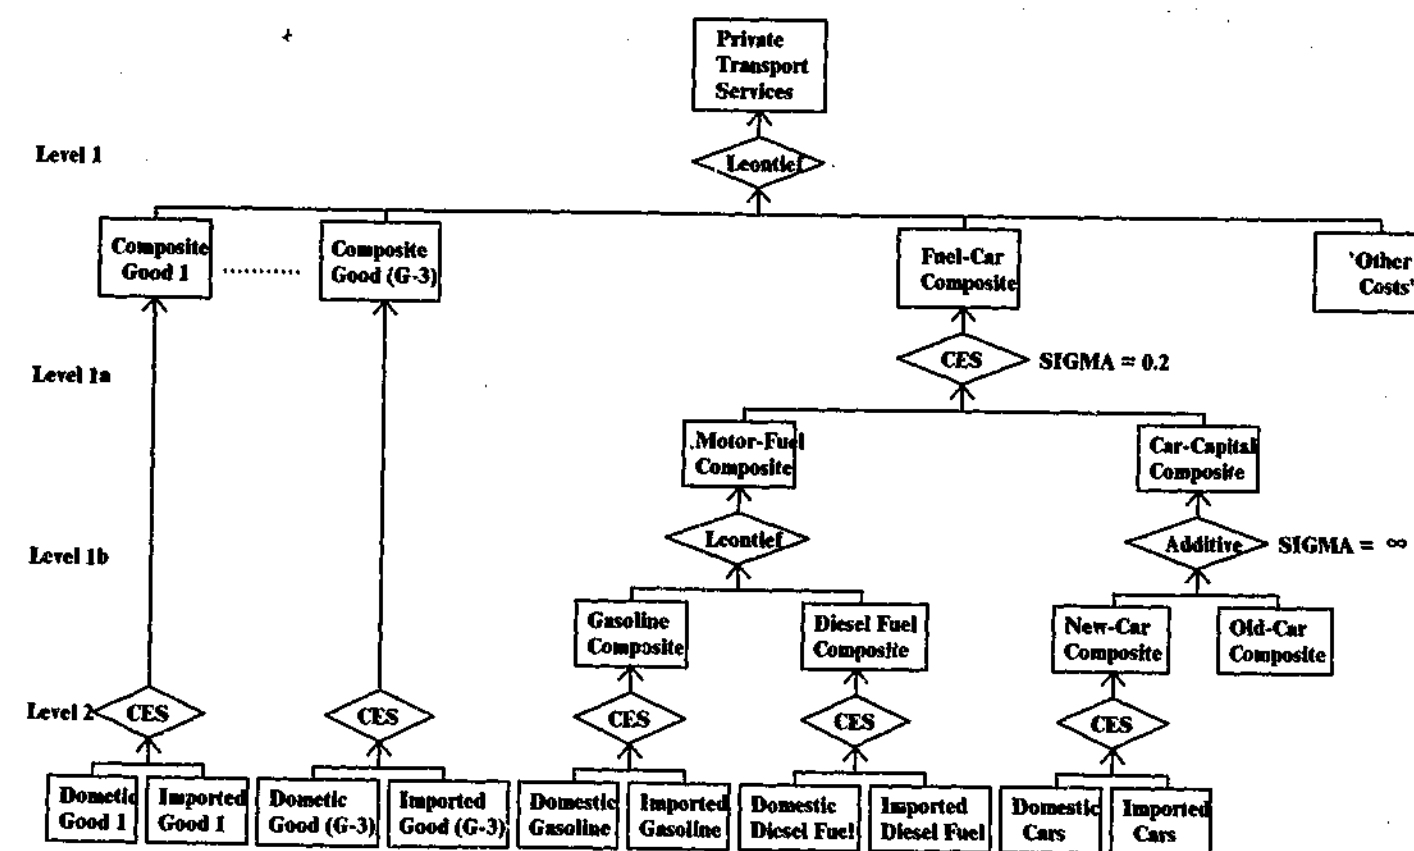 Private
Transport
Services
Level 1
Leontief
Composite
Good 1
............
Composite
Good (G-3)
Fuel-Car
Composite
'Other
Costs'
Level 1a
CES
SIGMA = 0.2
Motor-Fuel
Composite
Car-Capital
Composite
Level 1b
Leontief
Additive
SIGMA = ∞
Gasoline
Composite
Diesel Fuel
Composite
New-Car
Composite
Old-Car
Composite
Level 2
CES
CES
CES
CES
CES
Dometic
Good 1
Imported
Good 1
Dometic
Good (G-3)
Imported
Good (G-3)
Domestic
Gasoline
Imported
Gasoline
Domestic
Diesel Fuel
Imported
Diesel Fuel
Domestic
Cars
Imported
Cars